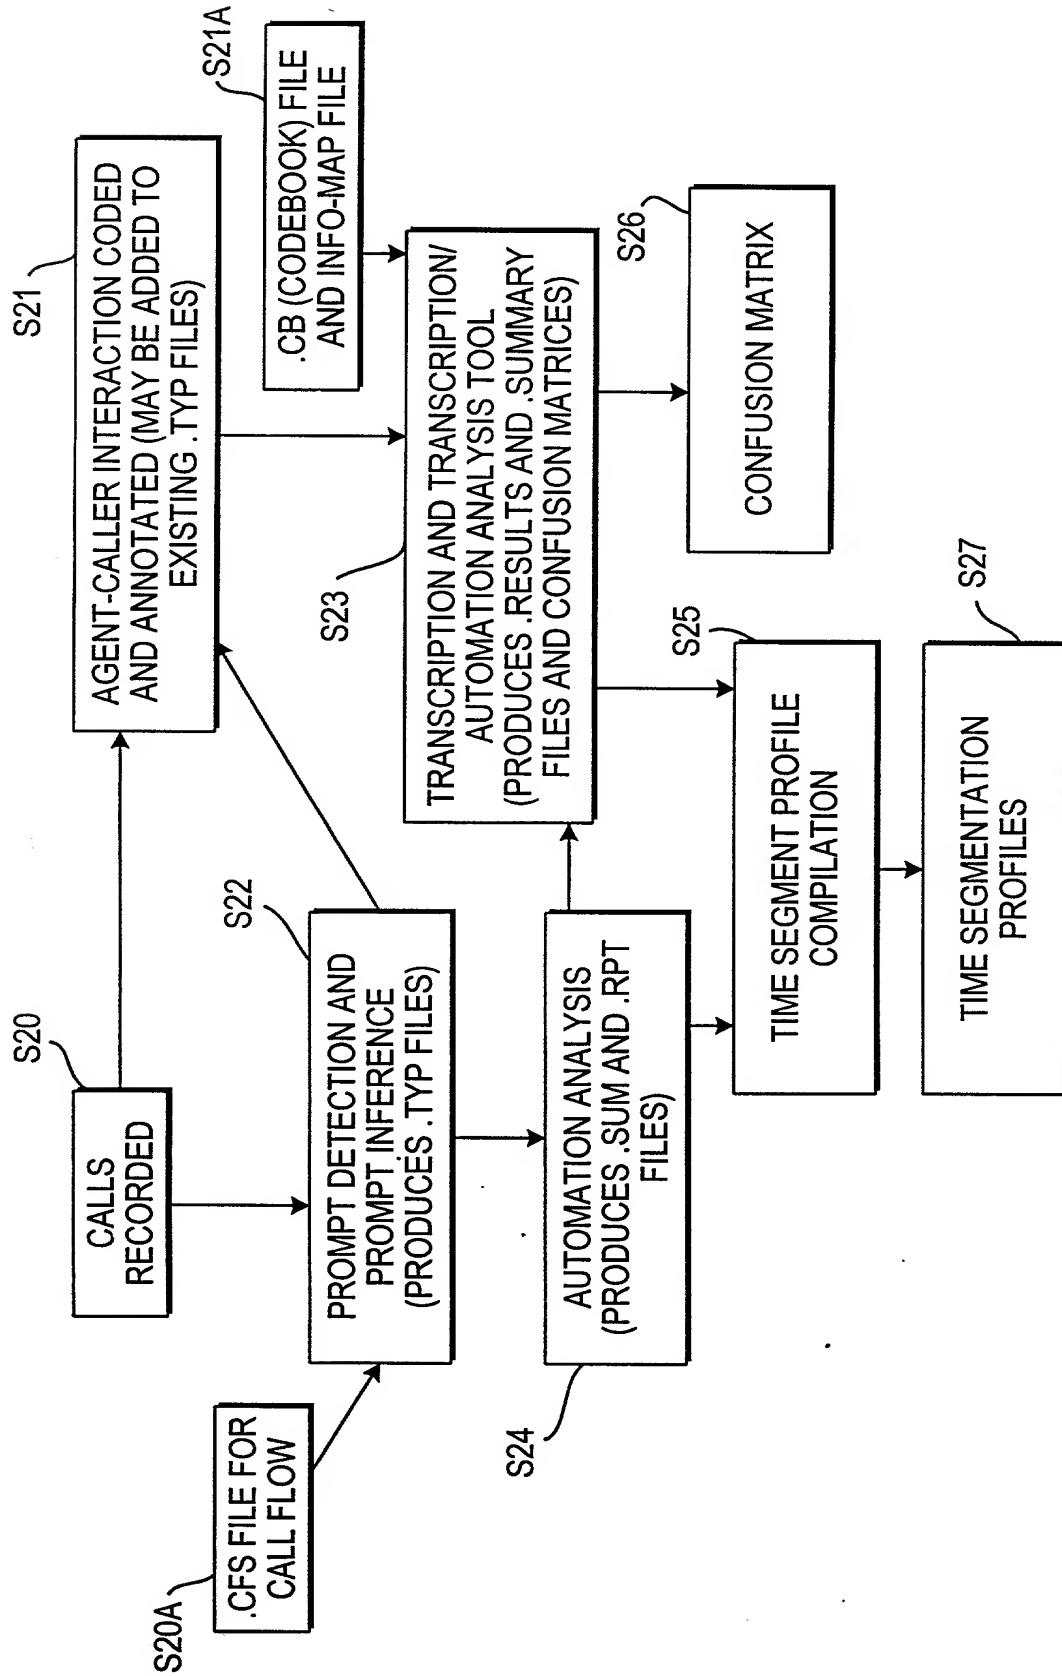 S20
CALLS
RECORDED
S20A
.CFS FILE FOR
CALL FLOW
S22
PROMPT DETECTION AND
PROMPT INFERENCE
(PRODUCES .TYP FILES)
S21
AGENT-CALLER INTERACTION CODED
AND ANNOTATED (MAY BE ADDED TO
EXISTING .TYP FILES)
S21A
.CB (CODEBOOK) FILE
AND INFO-MAP FILE
S23
TRANSCRIPTION AND TRANSCRIPTION/
AUTOMATION ANALYSIS TOOL
(PRODUCES .RESULTS AND .SUMMARY
FILES AND CONFUSION MATRICES)
S24
AUTOMATION ANALYSIS
(PRODUCES .SUM AND .RPT
FILES)
S25
TIME SEGMENT PROFILE
COMPILATION
S26
CONFUSION MATRIX
S27
TIME SEGMENTATION
PROFILES